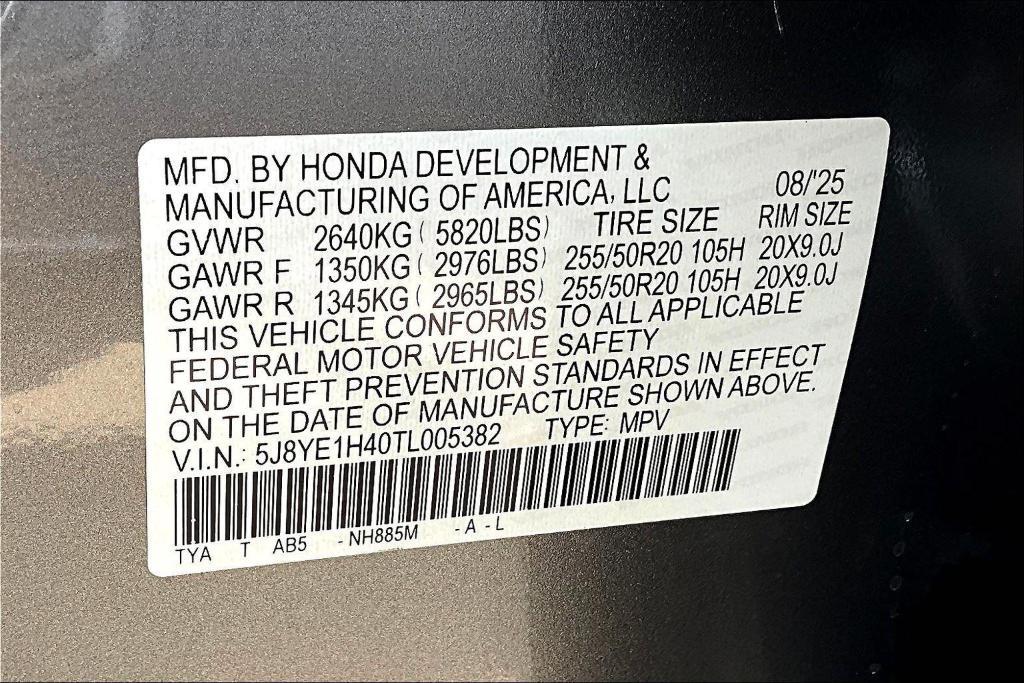 MFD. BY HONDA DEVELOPMENT &
MANUFACTURING OF AMERICA, LLC 08/'25
GVWR 2640KG ( 5820LBS) TIRE SIZE RIM SIZE
GAWR F 1350KG ( 2976LBS) 255/50R20 105H 20X9.0J
GAWR R 1345KG ( 2965LBS) 255/50R20 105H 20X9.0J
THIS VEHICLE CONFORMS TO ALL APPLICABLE
FEDERAL MOTOR VEHICLE SAFETY
AND THEFT PREVENTION STANDARDS IN EFFECT
ON THE DATE OF MANUFACTURE SHOWN ABOVE.
V.I.N.: 5J8YE1H40TL005382 TYPE: MPV
TYA T AB5 - NH885M - A - L